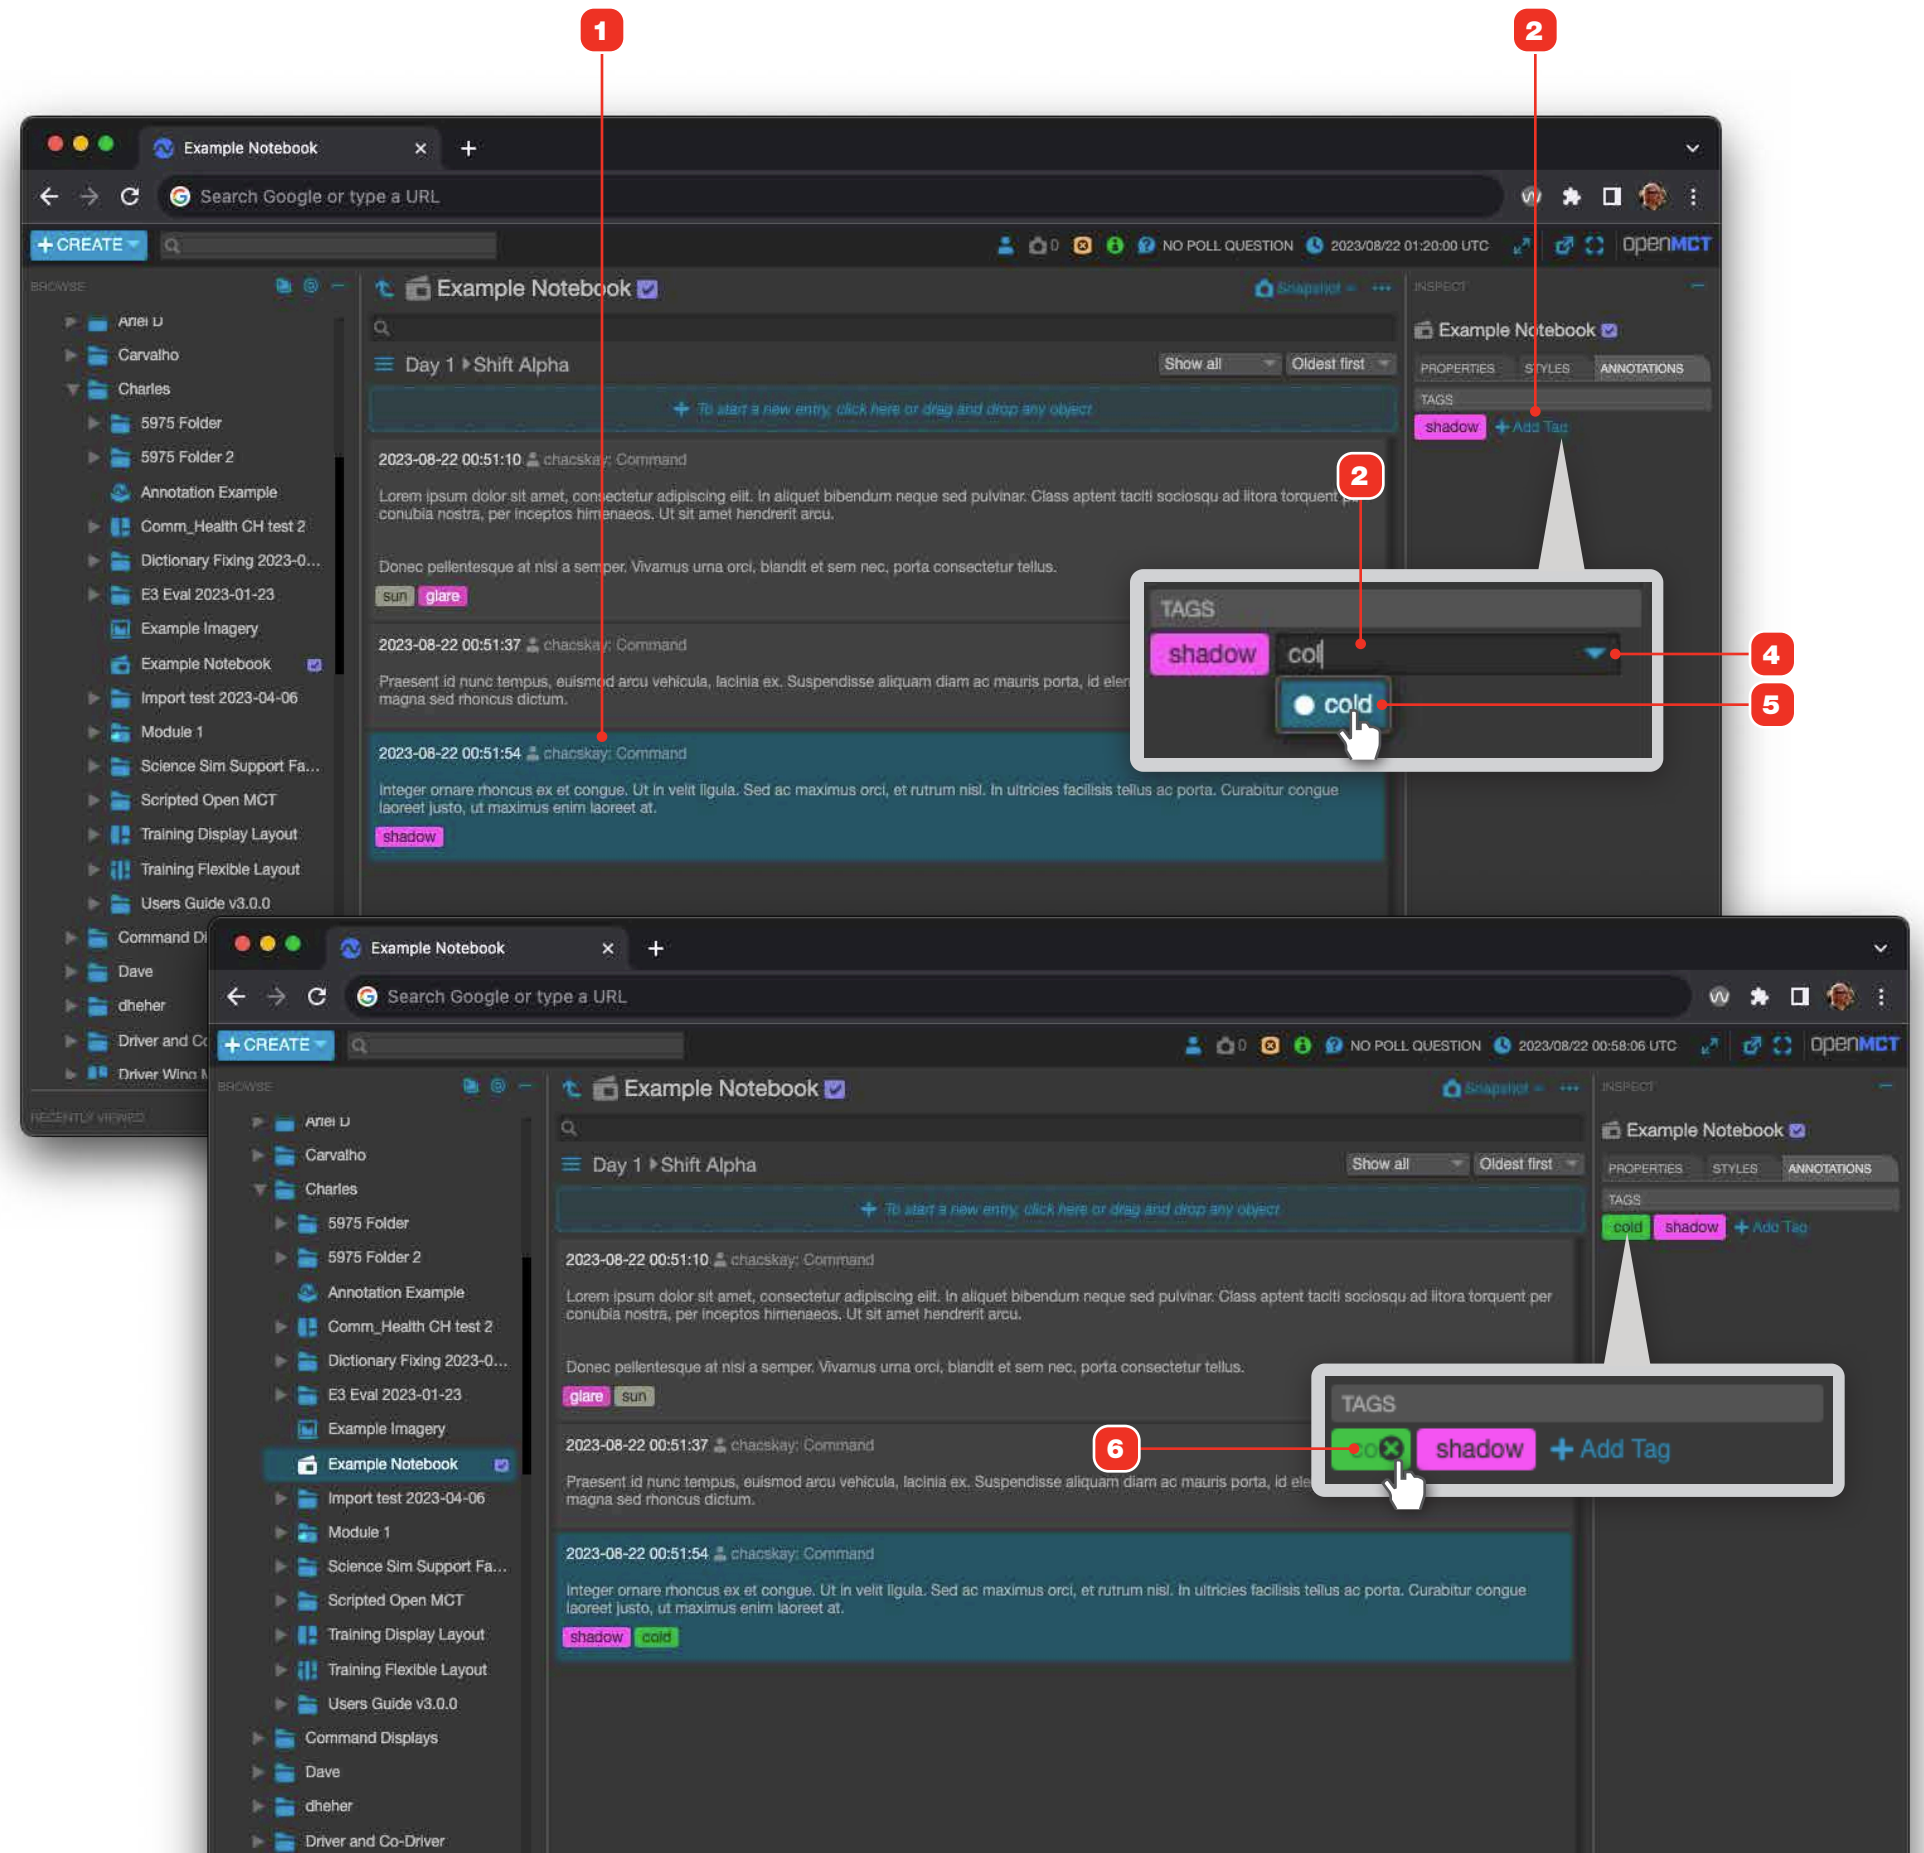 1
2
Example Notebook
Search Google or type a URL
+ CREATE
0 NO POLL QUESTION 2023/08/22 01:20:00 UTC openMCT
BROWSE
Ariel D
Carvalho
Charles
5975 Folder
5975 Folder 2
Annotation Example
Comm_Health CH test 2
Dictionary Fixing 2023-0...
E3 Eval 2023-01-23
Example Imagery
Example Notebook
Import test 2023-04-06
Module 1
Science Sim Support Fa...
Scripted Open MCT
Training Display Layout
Training Flexible Layout
Users Guide v3.0.0
Command Di
Dave
dheher
Driver and Co
Driver Wing M
RECENTLY VIEWED
Example Notebook
Snapshot
Day 1 Shift Alpha
Show all Oldest first
+ To start a new entry, click here or drag and drop any object
2023-08-22 00:51:10 chacskay: Command
Lorem ipsum dolor sit amet, consectetur adipiscing elit. In aliquet bibendum neque sed pulvinar. Class aptent taciti sociosqu ad litora torquent
conubia nostra, per inceptos himenaeos. Ut sit amet hendrerit arcu.
Donec pellentesque at nisi a semper. Vivamus urna orci, blandit et sem nec, porta consectetur tellus.
sun glare
2023-08-22 00:51:37 chacskay: Command
Praesent id nunc tempus, euismod arcu vehicula, lacinia ex. Suspendisse aliquam diam ac mauris porta, id elem
magna sed rhoncus dictum.
2023-08-22 00:51:54 chacskay: Command
Integer ornare rhoncus ex et congue. Ut in velit ligula. Sed ac maximus orci, et rutrum nisl. In ultricies facilisis tellus ac porta. Curabitur congue
laoreet justo, ut maximus enim laoreet at.
shadow
INSPECT
Example Notebook
PROPERTIES STYLES ANNOTATIONS
TAGS
shadow + Add Tag
2
TAGS
shadow col
cold
4
5
Example Notebook
Search Google or type a URL
+ CREATE
0 NO POLL QUESTION 2023/08/22 00:58:06 UTC openMCT
BROWSE
Ariel D
Carvalho
Charles
5975 Folder
5975 Folder 2
Annotation Example
Comm_Health CH test 2
Dictionary Fixing 2023-0...
E3 Eval 2023-01-23
Example Imagery
Example Notebook
Import test 2023-04-06
Module 1
Science Sim Support Fa...
Scripted Open MCT
Training Display Layout
Training Flexible Layout
Users Guide v3.0.0
Command Displays
Dave
dheher
Driver and Co-Driver
Example Notebook
Snapshot
Day 1 Shift Alpha
Show all Oldest first
+ To start a new entry, click here or drag and drop any object
2023-08-22 00:51:10 chacskay: Command
Lorem ipsum dolor sit amet, consectetur adipiscing elit. In aliquet bibendum neque sed pulvinar. Class aptent taciti sociosqu ad litora torquent per
conubia nostra, per inceptos himenaeos. Ut sit amet hendrerit arcu.
Donec pellentesque at nisi a semper. Vivamus urna orci, blandit et sem nec, porta consectetur tellus.
glare sun
2023-08-22 00:51:37 chacskay: Command
Praesent id nunc tempus, euismod arcu vehicula, lacinia ex. Suspendisse aliquam diam ac mauris porta, id ele
magna sed rhoncus dictum.
2023-08-22 00:51:54 chacskay: Command
Integer ornare rhoncus ex et congue. Ut in velit ligula. Sed ac maximus orci, et rutrum nisl. In ultricies facilisis tellus ac porta. Curabitur congue
laoreet justo, ut maximus enim laoreet at.
shadow cold
INSPECT
Example Notebook
PROPERTIES STYLES ANNOTATIONS
TAGS
cold shadow + Add Tag
6
TAGS
co shadow + Add Tag